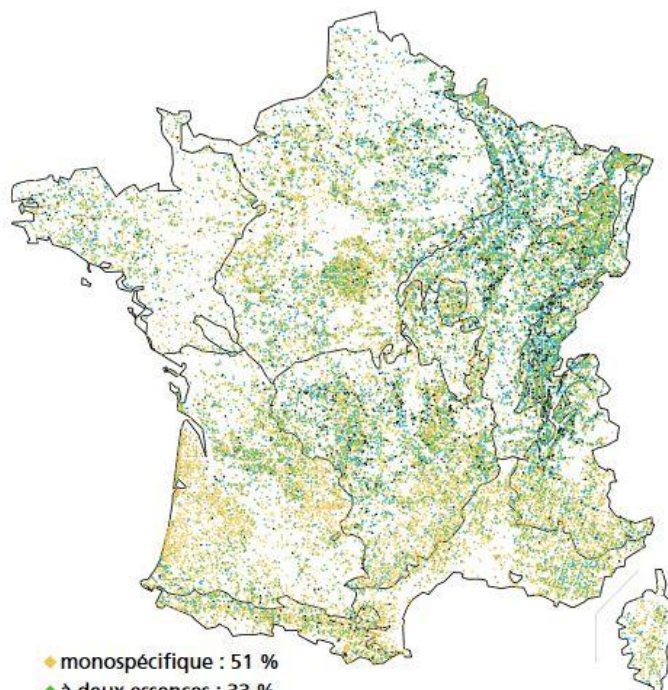 monospécifique : 51 %
à deux essences : 33 %